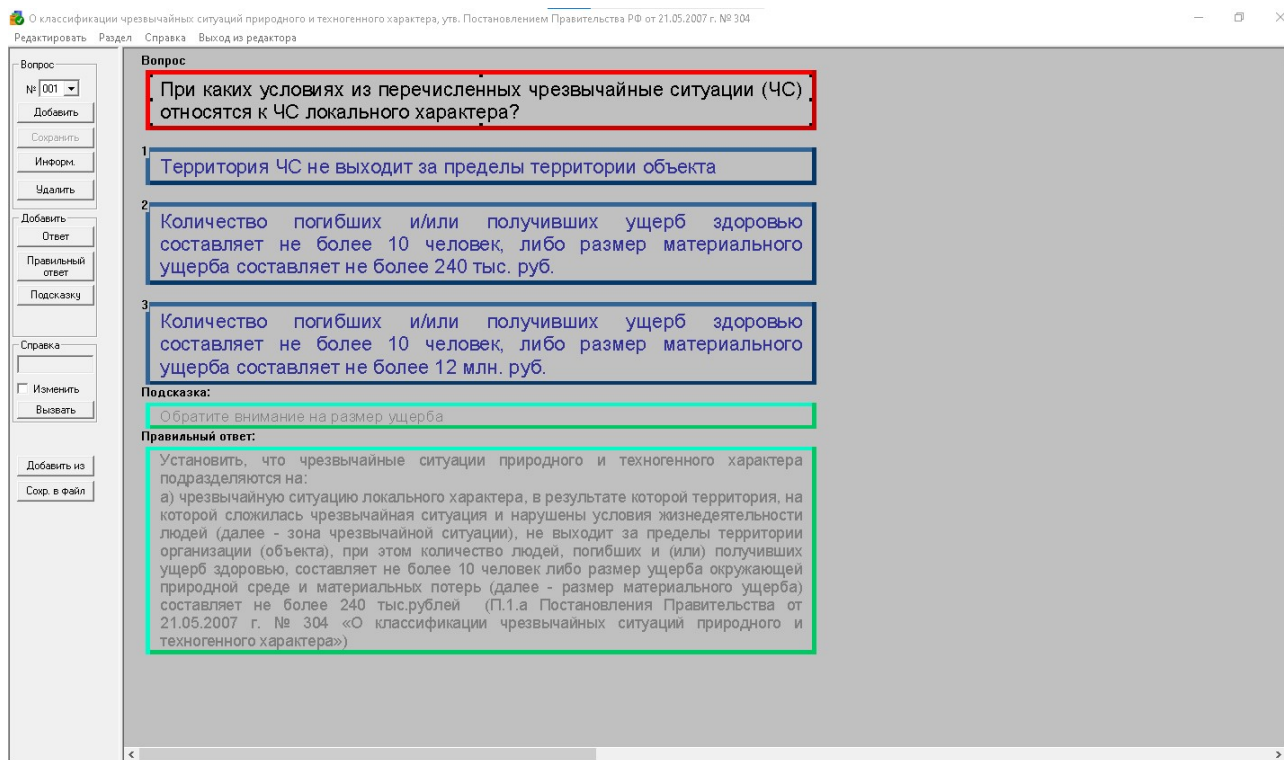 О классификации чрезвычайных ситуаций природного и техногенного характера, утв. Постановлением Правительства РФ от 21.05.2007 г. № 304
Редактировать Раздел Справка Выход из редактора
Вопрос
№ 001
Добавить
Сохранить
Информ.
Удалить
Добавить
Ответ
Правильный
ответ
Подсказку
Справка
Изменить
Вызвать
Добавить из
Сохр. в файл
Вопрос
При каких условиях из перечисленных чрезвычайные ситуации (ЧС)
относятся к ЧС локального характера?
1
Территория ЧС не выходит за пределы территории объекта
2
Количество погибших и/или получивших ущерб здоровью
составляет не более 10 человек, либо размер материального
ущерба составляет не более 240 тыс. руб.
3
Количество погибших и/или получивших ущерб здоровью
составляет не более 10 человек, либо размер материального
ущерба составляет не более 12 млн. руб.
Подсказка:
Обратите внимание на размер ущерба
Правильный ответ:
Установить, что чрезвычайные ситуации природного и техногенного характера
подразделяются на:
а) чрезвычайную ситуацию локального характера, в результате которой территория, на
которой сложилась чрезвычайная ситуация и нарушены условия жизнедеятельности
людей (далее - зона чрезвычайной ситуации), не выходит за пределы территории
организации (объекта), при этом количество людей, погибших и (или) получивших
ущерб здоровью, составляет не более 10 человек либо размер ущерба окружающей
природной среде и материальных потерь (далее - размер материального ущерба)
составляет не более 240 тыс.рублей (П.1.а Постановления Правительства от
21.05.2007 г. № 304 «О классификации чрезвычайных ситуаций природного и
техногенного характера»)